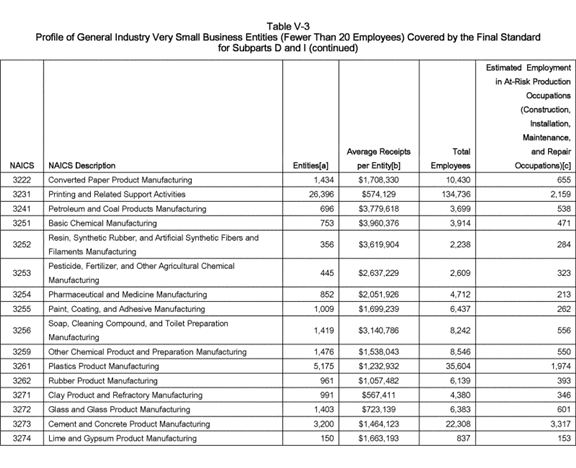 Table V-3
Profile of General Industry Very Small Business Entities (Fewer Than 20 Employees) Covered by the Final Standard
for Subparts D and I (continued)
NAICS NAICS Description Entities[a] Average Receipts per Entity[b] Total Employees Estimated Employment in At-Risk Production Occupations (Construction, Installation, Maintenance, and Repair Occupations)[c]
3222 Converted Paper Product Manufacturing 1,434 $1,708,330 10,430 655
3231 Printing and Related Support Activities 26,396 $574,129 134,736 2,159
3241 Petroleum and Coal Products Manufacturing 696 $3,779,618 3,699 538
3251 Basic Chemical Manufacturing 753 $3,960,376 3,914 471
3252 Resin, Synthetic Rubber, and Artificial Synthetic Fibers and Filaments Manufacturing 356 $3,619,904 2,238 284
3253 Pesticide, Fertilizer, and Other Agricultural Chemical Manufacturing 445 $2,637,229 2,609 323
3254 Pharmaceutical and Medicine Manufacturing 852 $2,051,926 4,712 213
3255 Paint, Coating, and Adhesive Manufacturing 1,009 $1,699,239 6,437 262
3256 Soap, Cleaning Compound, and Toilet Preparation Manufacturing 1,419 $3,140,786 8,242 556
3259 Other Chemical Product and Preparation Manufacturing 1,476 $1,538,043 8,546 550
3261 Plastics Product Manufacturing 5,175 $1,232,932 35,604 1,974
3262 Rubber Product Manufacturing 961 $1,057,482 6,139 393
3271 Clay Product and Refractory Manufacturing 991 $567,411 4,380 346
3272 Glass and Glass Product Manufacturing 1,403 $723,139 6,383 601
3273 Cement and Concrete Product Manufacturing 3,200 $1,464,123 22,308 3,317
3274 Lime and Gypsum Product Manufacturing 150 $1,663,193 837 153